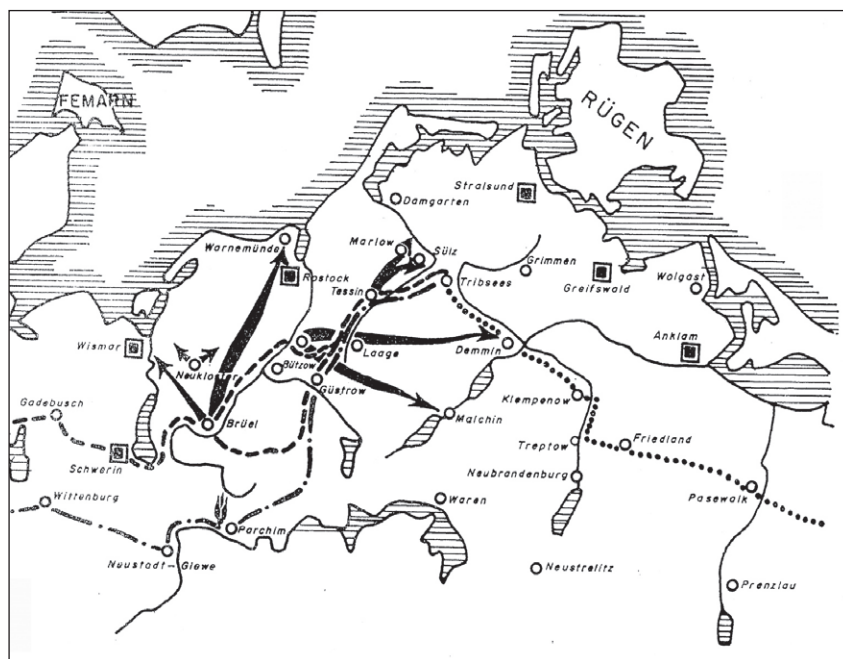 FEMARN
RÜGEN
Stralsund
Damgarten
Warnemünde
Marlow
Sülz
Rostock
Tessin
Tribsees
Grimmen
Greifswald
Wolgast
Wismar
Neukloster
Bützow
Laage
Demmin
Anklam
Güstrow
Gadebusch
Brüel
Malchin
Klempenow
Schwerin
Treptow
Friedland
Neubrandenburg
Wittenburg
Waren
Pasewalk
Parchim
Neustadt-Glewe
Neustrelitz
Prenzlau